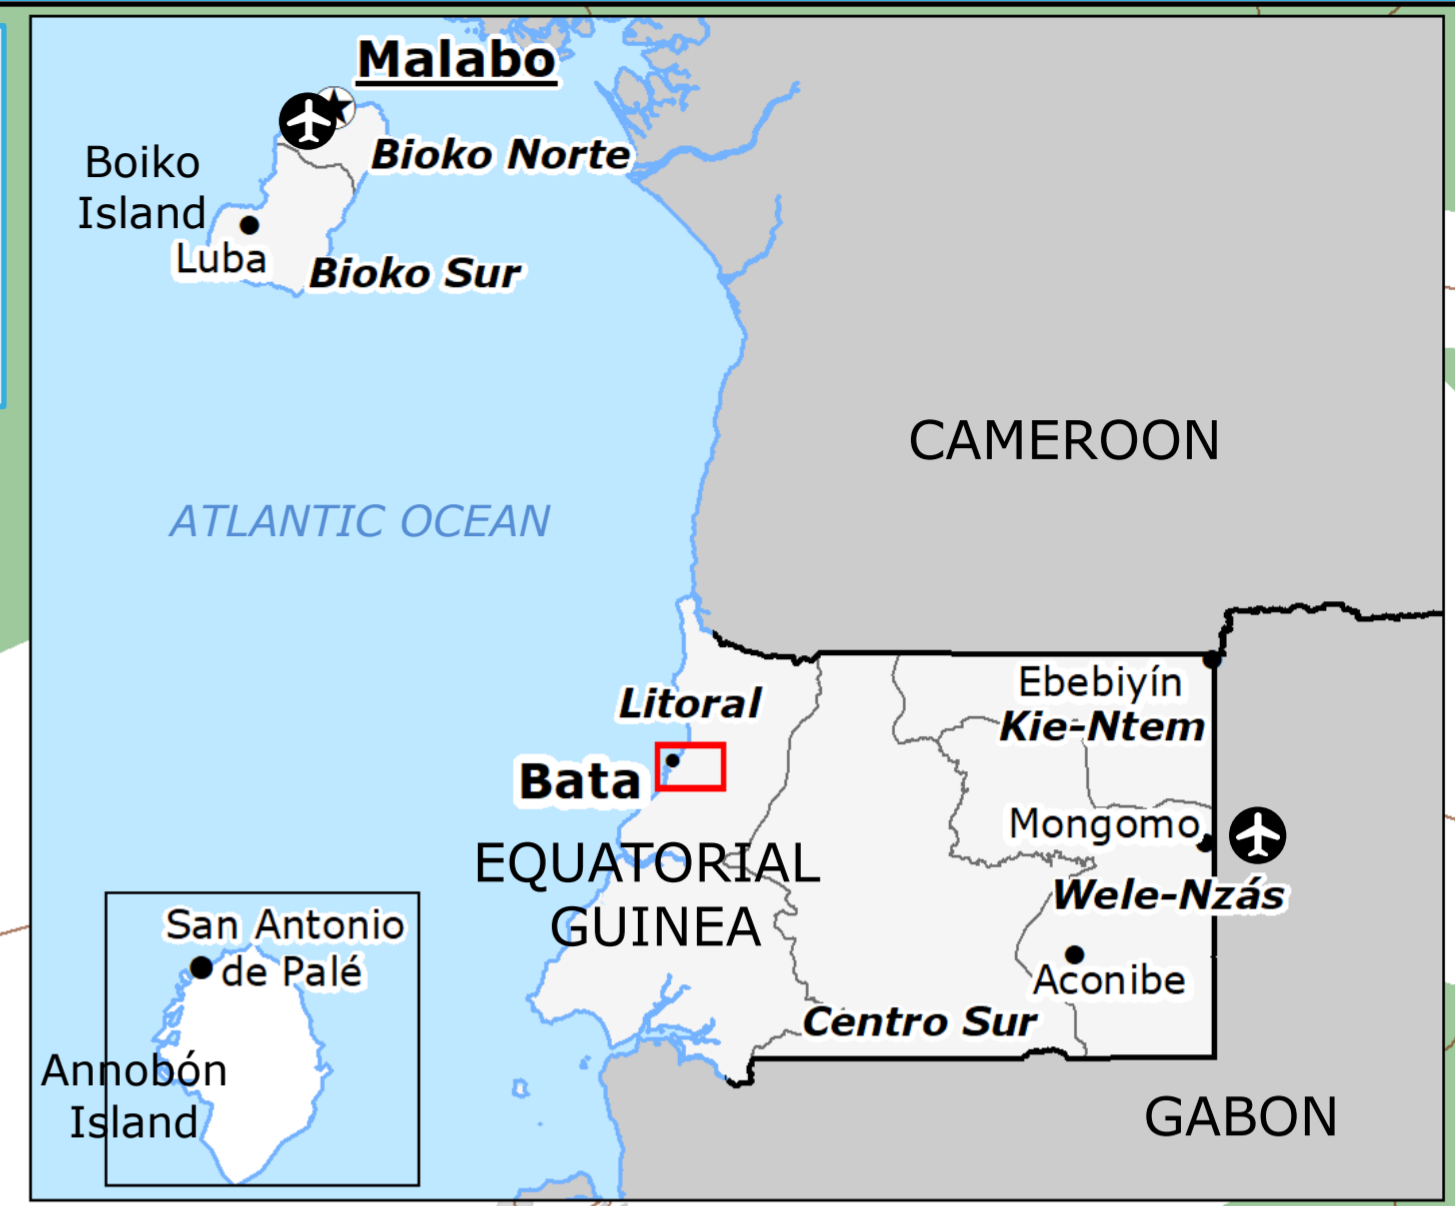 Malabo
Bioko Norte
Boiko
Island
Luba
Bioko Sur
CAMEROON
ATLANTIC OCEAN
Ebebiyín
Kie-Ntem
Litoral
Bata
Mongomo
EQUATORIAL
GUINEA
Wele-Nzás
San Antonio
de Palé
Aconibe
Centro Sur
Annobón
Island
GABON